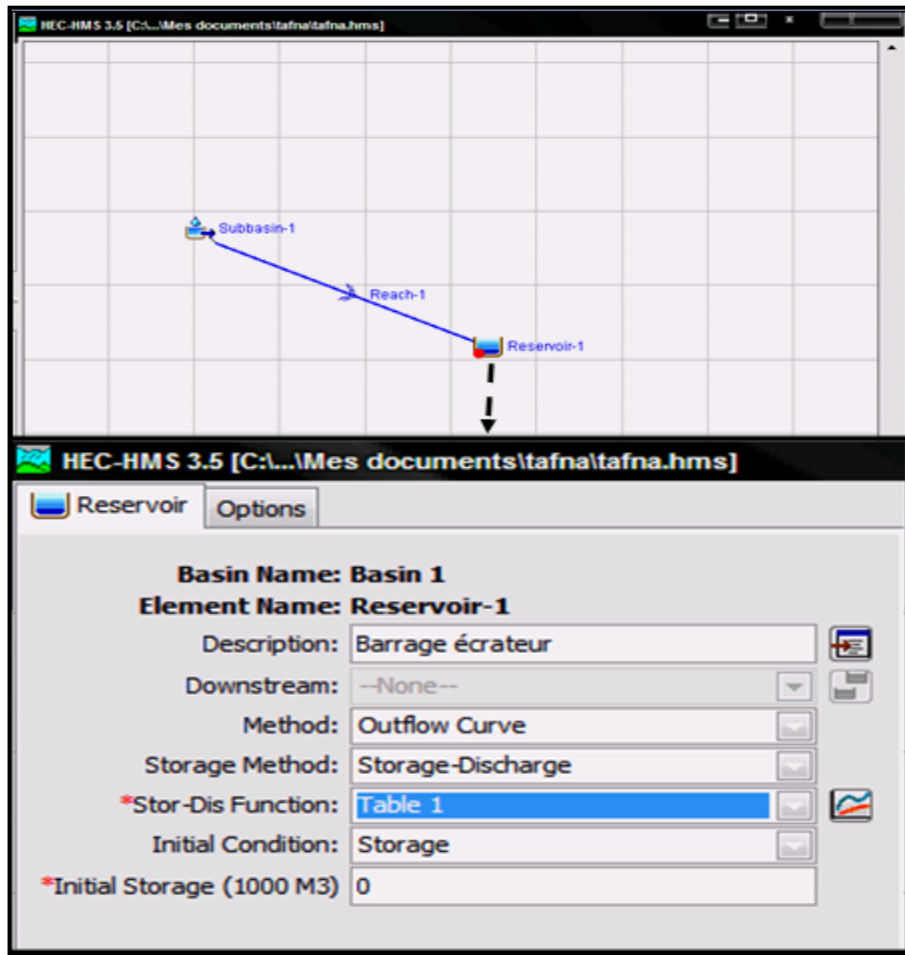 HEC-HMS 3.5 [C:\...\Mes documents\tafna\tafna.hms]
Subbasin-1
Reach-1
Reservoir-1
HEC-HMS 3.5 [C:\...\Mes documents\tafna\tafna.hms]
Reservoir Options
Basin Name: Basin 1
Element Name: Reservoir-1
Description: Barrage écrateur
Downstream: --None--
Method: Outflow Curve
Storage Method: Storage-Discharge
*Stor-Dis Function: Table 1
Initial Condition: Storage
*Initial Storage (1000 M3) 0